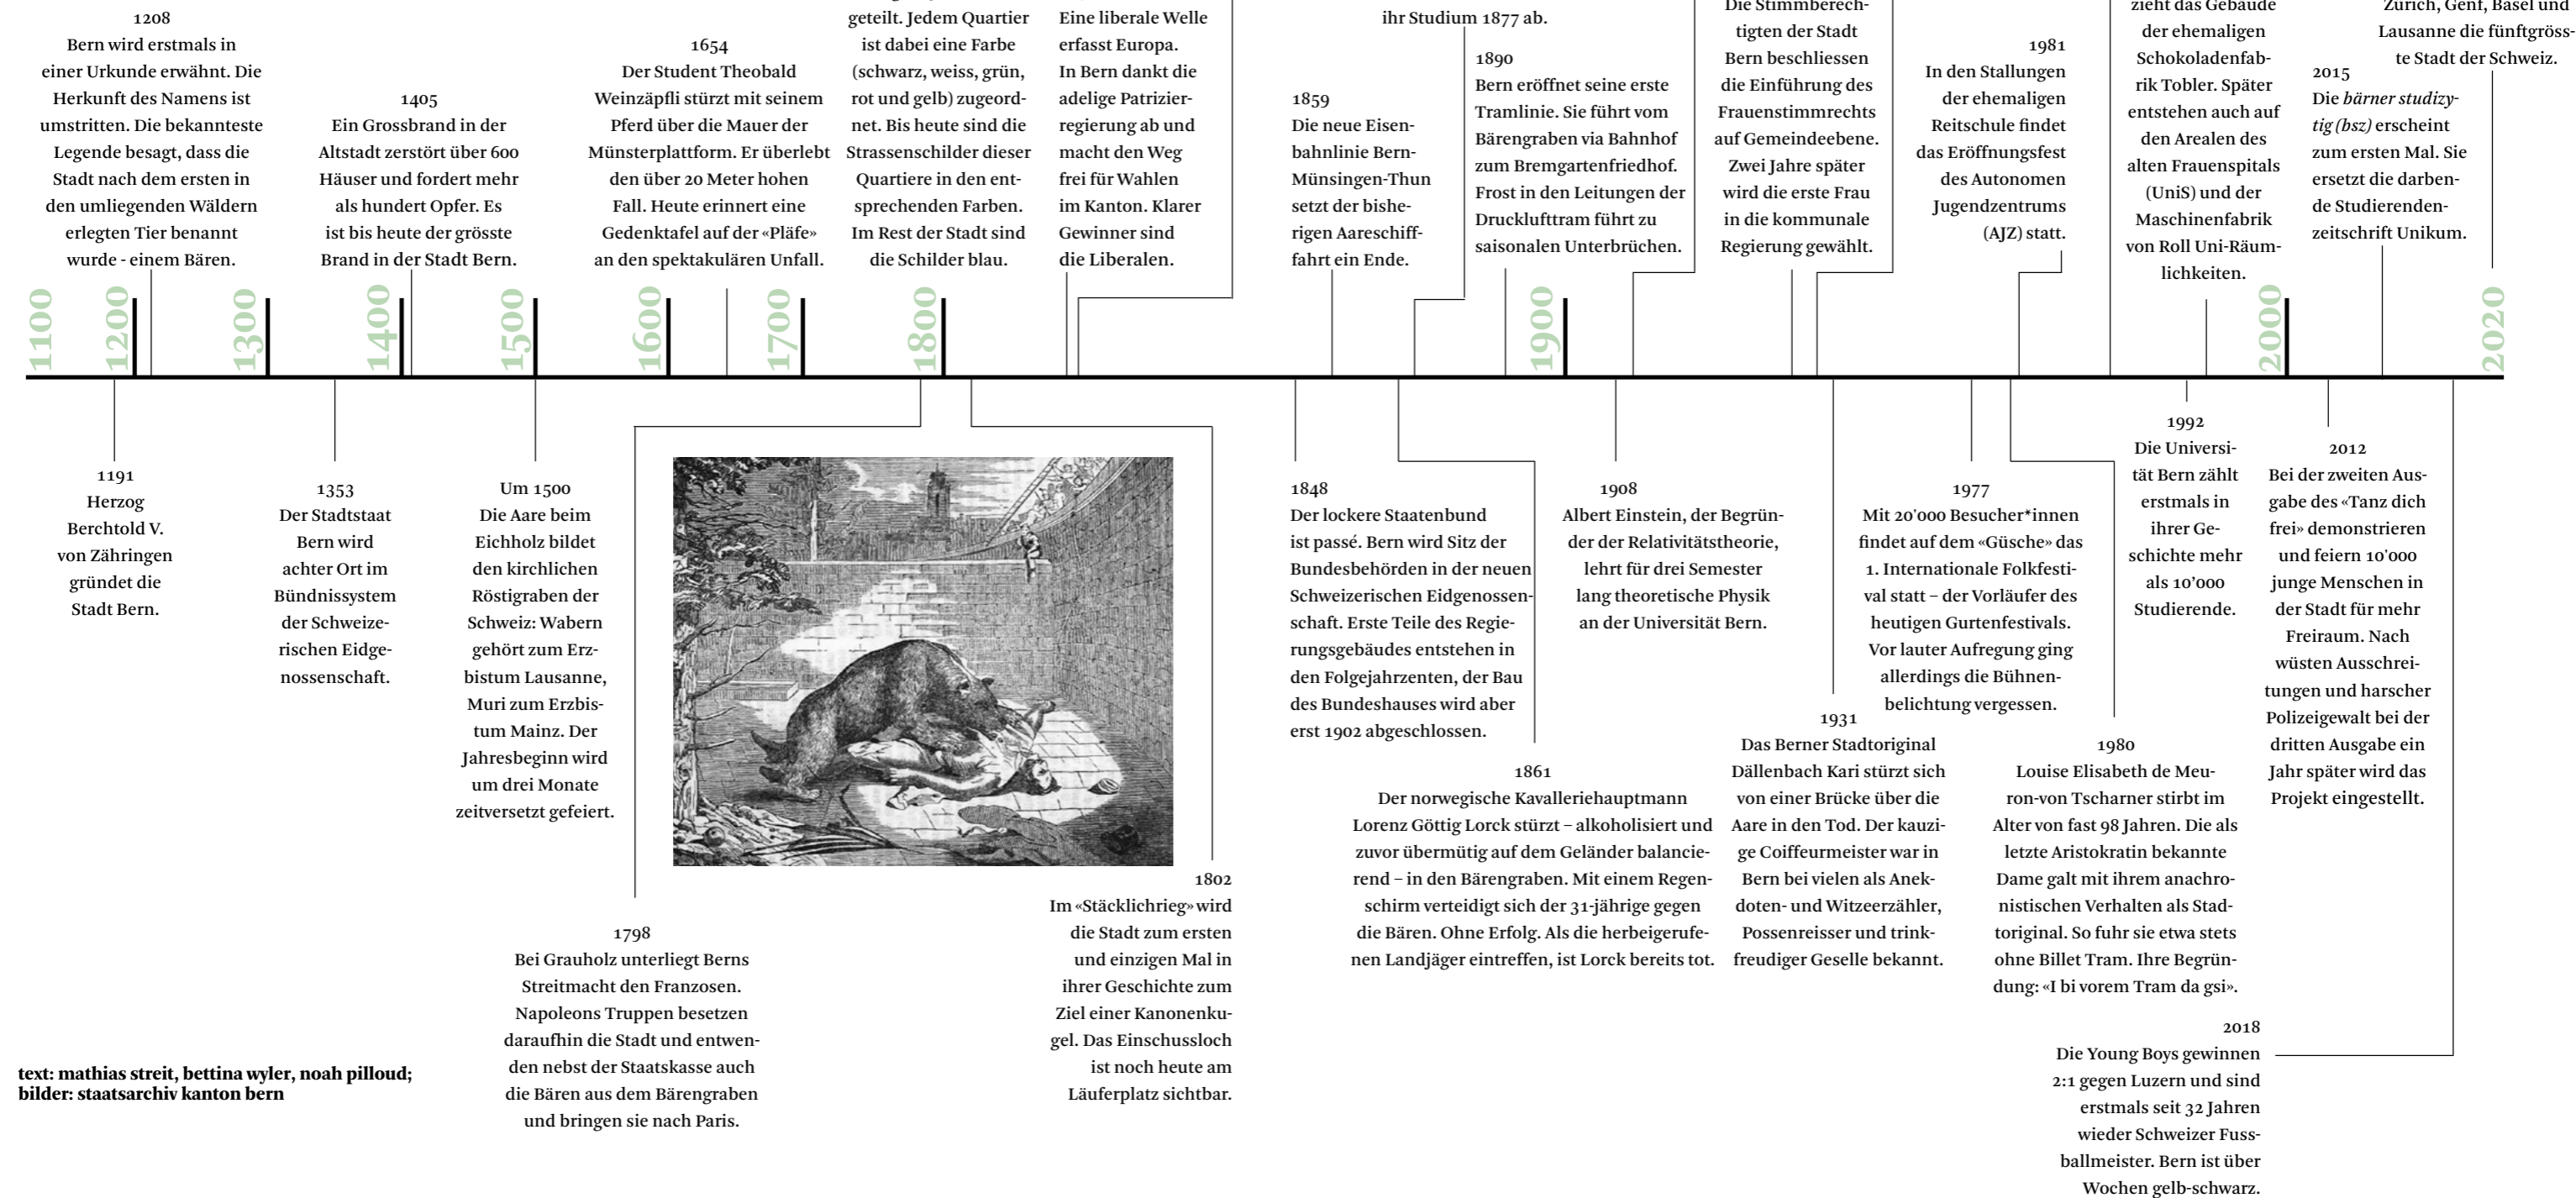 1208
Bern wird erstmals in
einer Urkunde erwähnt. Die
Herkunft des Namens ist
umstritten. Die bekannteste
Legende besagt, dass die
Stadt nach dem ersten in
den umliegenden Wäldern
erlegten Tier benannt
wurde - einem Bären.
1405
Ein Grossbrand in der
Altstadt zerstört über 600
Häuser und fordert mehr
als hundert Opfer. Es
ist bis heute der grösste
Brand in der Stadt Bern.
1654
Der Student Theobald
Weinzäpfli stürzt mit seinem
Pferd über die Mauer der
Münsterplattform. Er überlebt
den über 20 Meter hohen
Fall. Heute erinnert eine
Gedenktafel auf der «Pläfe»
an den spektakulären Unfall.
geteilt. Jedem Quartier
ist dabei eine Farbe
(schwarz, weiss, grün,
rot und gelb) zugeord-
net. Bis heute sind die
Strassenschilder dieser
Quartiere in den ent-
sprechenden Farben.
Im Rest der Stadt sind
die Schilder blau.
Eine liberale Welle
erfasst Europa.
In Bern dankt die
adelige Patrizier-
regierung ab und
macht den Weg
frei für Wahlen
im Kanton. Klarer
Gewinner sind
die Liberalen.
1859
Die neue Eisen-
bahnlinie Bern-
Münsingen-Thun
setzt der bishe-
rigen Aareschiff-
fahrt ein Ende.
ihr Studium 1877 ab.
1890
Bern eröffnet seine erste
Tramlinie. Sie führt vom
Bärengraben via Bahnhof
zum Bremgartenfriedhof.
Frost in den Leitungen der
Drucklufttram führt zu
saisonalen Unterbrüchen.
Die Stimmberech-
tigten der Stadt
Bern beschliessen
die Einführung des
Frauenstimmrechts
auf Gemeindeebene.
Zwei Jahre später
wird die erste Frau
in die kommunale
Regierung gewählt.
1981
In den Stallungen
der ehemaligen
Reitschule findet
das Eröffnungsfest
des Autonomen
Jugendzentrums
(AJZ) statt.
zieht das Gebäude
der ehemaligen
Schokoladenfab-
rik Tobler. Später
entstehen auch auf
den Arealen des
alten Frauenspitals
(UniS) und der
Maschinenfabrik
von Roll Uni-Räum-
lichkeiten.
2015
Die bärner studizy-
tig (bsz) erscheint
zum ersten Mal. Sie
ersetzt die darben-
de Studierenden-
zeitschrift Unikum.
Zürich, Genf, Basel und
Lausanne die fünftgröss-
te Stadt der Schweiz.
1100
1200
1300
1400
1500
1600
1700
1800
1900
2000
2020
1191
Herzog
Berchtold V.
von Zähringen
gründet die
Stadt Bern.
1353
Der Stadtstaat
Bern wird
achter Ort im
Bündnissystem
der Schweize-
rischen Eidge-
nossenschaft.
Um 1500
Die Aare beim
Eichholz bildet
den kirchlichen
Röstigraben der
Schweiz: Wabern
gehört zum Erz-
bistum Lausanne,
Muri zum Erzbis-
tum Mainz. Der
Jahresbeginn wird
um drei Monate
zeitversetzt gefeiert.
1798
Bei Grauholz unterliegt Berns
Streitmacht den Franzosen.
Napoleons Truppen besetzen
daraufhin die Stadt und entwen-
den nebst der Staatskasse auch
die Bären aus dem Bärengraben
und bringen sie nach Paris.
1802
Im «Stäcklichrieg» wird
die Stadt zum ersten
und einzigen Mal in
ihrer Geschichte zum
Ziel einer Kanonenku-
gel. Das Einschussloch
ist noch heute am
Läuferplatz sichtbar.
1848
Der lockere Staatenbund
ist passé. Bern wird Sitz der
Bundesbehörden in der neuen
Schweizerischen Eidgenossen-
schaft. Erste Teile des Regie-
rungsgebäudes entstehen in
den Folgejahrzenten, der Bau
des Bundeshauses wird aber
erst 1902 abgeschlossen.
1861
Der norwegische Kavalleriehauptmann
Lorenz Göttig Lorck stürzt – alkoholisiert und
zuvor übermütig auf dem Geländer balancie-
rend – in den Bärengraben. Mit einem Regen-
schirm verteidigt sich der 31-jährige gegen
die Bären. Ohne Erfolg. Als die herbeigerufe-
nen Landjäger eintreffen, ist Lorck bereits tot.
1908
Albert Einstein, der Begrün-
der der Relativitätstheorie,
lehrt für drei Semester
lang theoretische Physik
an der Universität Bern.
1931
Das Berner Stadtoriginal
Dällenbach Kari stürzt sich
von einer Brücke über die
Aare in den Tod. Der kauzi-
ge Coiffeurmeister war in
Bern bei vielen als Anek-
doten- und Witzeerzähler,
Possenreisser und trink-
freudiger Geselle bekannt.
1977
Mit 20'000 Besucher*innen
findet auf dem «Güsche» das
1. Internationale Folkfesti-
val statt – der Vorläufer des
heutigen Gurtenfestivals.
Vor lauter Aufregung ging
allerdings die Bühnen-
belichtung vergessen.
1980
Louise Elisabeth de Meu-
ron-von Tscharner stirbt im
Alter von fast 98 Jahren. Die als
letzte Aristokratin bekannte
Dame galt mit ihrem anachro-
nistischen Verhalten als Stad-
toriginal. So fuhr sie etwa stets
ohne Billet Tram. Ihre Begrün-
dung: «I bi vorem Tram da gsi».
1992
Die Universi-
tät Bern zählt
erstmals in
ihrer Ge-
schichte mehr
als 10’000
Studierende.
2012
Bei der zweiten Aus-
gabe des «Tanz dich
frei» demonstrieren
und feiern 10'000
junge Menschen in
der Stadt für mehr
Freiraum. Nach
wüsten Ausschrei-
tungen und harscher
Polizeigewalt bei der
dritten Ausgabe ein
Jahr später wird das
Projekt eingestellt.
2018
Die Young Boys gewinnen
2:1 gegen Luzern und sind
erstmals seit 32 Jahren
wieder Schweizer Fuss-
ballmeister. Bern ist über
Wochen gelb-schwarz.
text: mathias streit, bettina wyler, noah pilloud;
bilder: staatsarchiv kanton bern